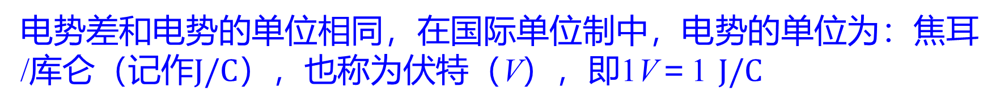 电势差和电势的单位相同，在国际单位制中，电势的单位为：焦耳
/库仑（记作J/C），也称为伏特（V），即1V = 1 J/C